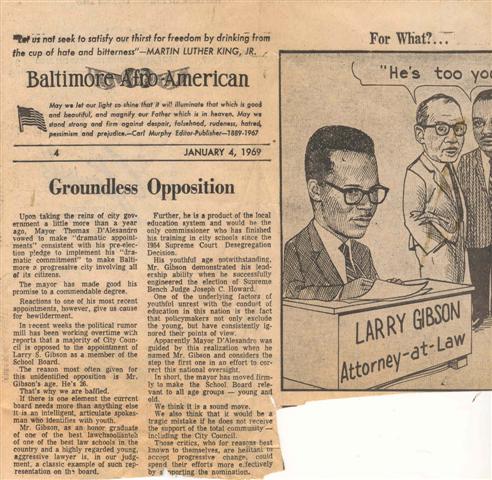 "Let us not seek to satisfy our thirst for freedom by drinking from
the cup of hate and bitterness"—MARTIN LUTHER KING, JR.
Baltimore Afro-American
May we let our light so shine that it will illuminate that which is good
and beautiful, and magnify our Father which is in heaven. May we
stand strong and firm against despair, falsehood, rudeness, hatred,
pessimism and prejudice.—Carl Murphy Editor-Publisher—1889-1967
4 JANUARY 4, 1969
Groundless Opposition
Upon taking the reins of city gov-
ernment a little more than a year
ago, Mayor Thomas D'Alesandro
vowed to make "dramatic appoint-
ments" consistent with his pre-elec-
tion pledge to implement his "dra-
matic commitment" to make Balti-
more a progressive city involving all
of its citizens.
The mayor has made good his
promise to a commendable degree.
Reactions to one of his most recent
appointments, however, give us cause
for bewilderment.
In recent weeks the political rumor
mill has been working overtime with
reports that a majority of City Coun-
cil is opposed to the appointment of
Larry S. Gibson as a member of the
School Board.
The reason most often given for
this unidentified opposition is Mr.
Gibson's age. He's 26.
That's why we are baffled.
If there is one element the current
board needs more than anything else
it is an intelligent, articulate spokes-
man who identifies with youth.
Mr. Gibson, as an honor graduate
of one of the best law schools in the
country and a highly regarded young,
aggressive lawyer is, in our judg-
ment, a classic example of such rep-
resentation on the board.
Further, he is a product of the local
education system and would be the
only commissioner who has finished
his training in city schools since the
1954 Supreme Court Desegregation
Decision.
His youthful age notwithstanding,
Mr. Gibson demonstrated his lead-
ership ability when he successfully
engineered the election of Supreme
Bench Judge Joseph C. Howard.
One of the underlying factors of
youthful unrest with the conduct of
education in this nation is the fact
that policymakers not only exclude
the young, but have consistently ig-
nored their points of view.
Apparently Mayor D'Alesandro was
guided by this realization when he
named Mr. Gibson and considers the
step the first one in an effort to cor-
rect this national oversight.
In short, the mayor has moved firm-
ly to make the School Board rele-
vant to all age groups — young and
old.
We think it is a sound move.
We also think that it would be a
tragic mistake if he does not receive
the support of the total community —
including the City Council.
Those critics, who for reasons best
known to themselves, are hesitant to
accept progressive change, could
spend their efforts more effectively
by supporting the nomination.
For What?...
"He's too you
LARRY GIBSON
Attorney-at-Law